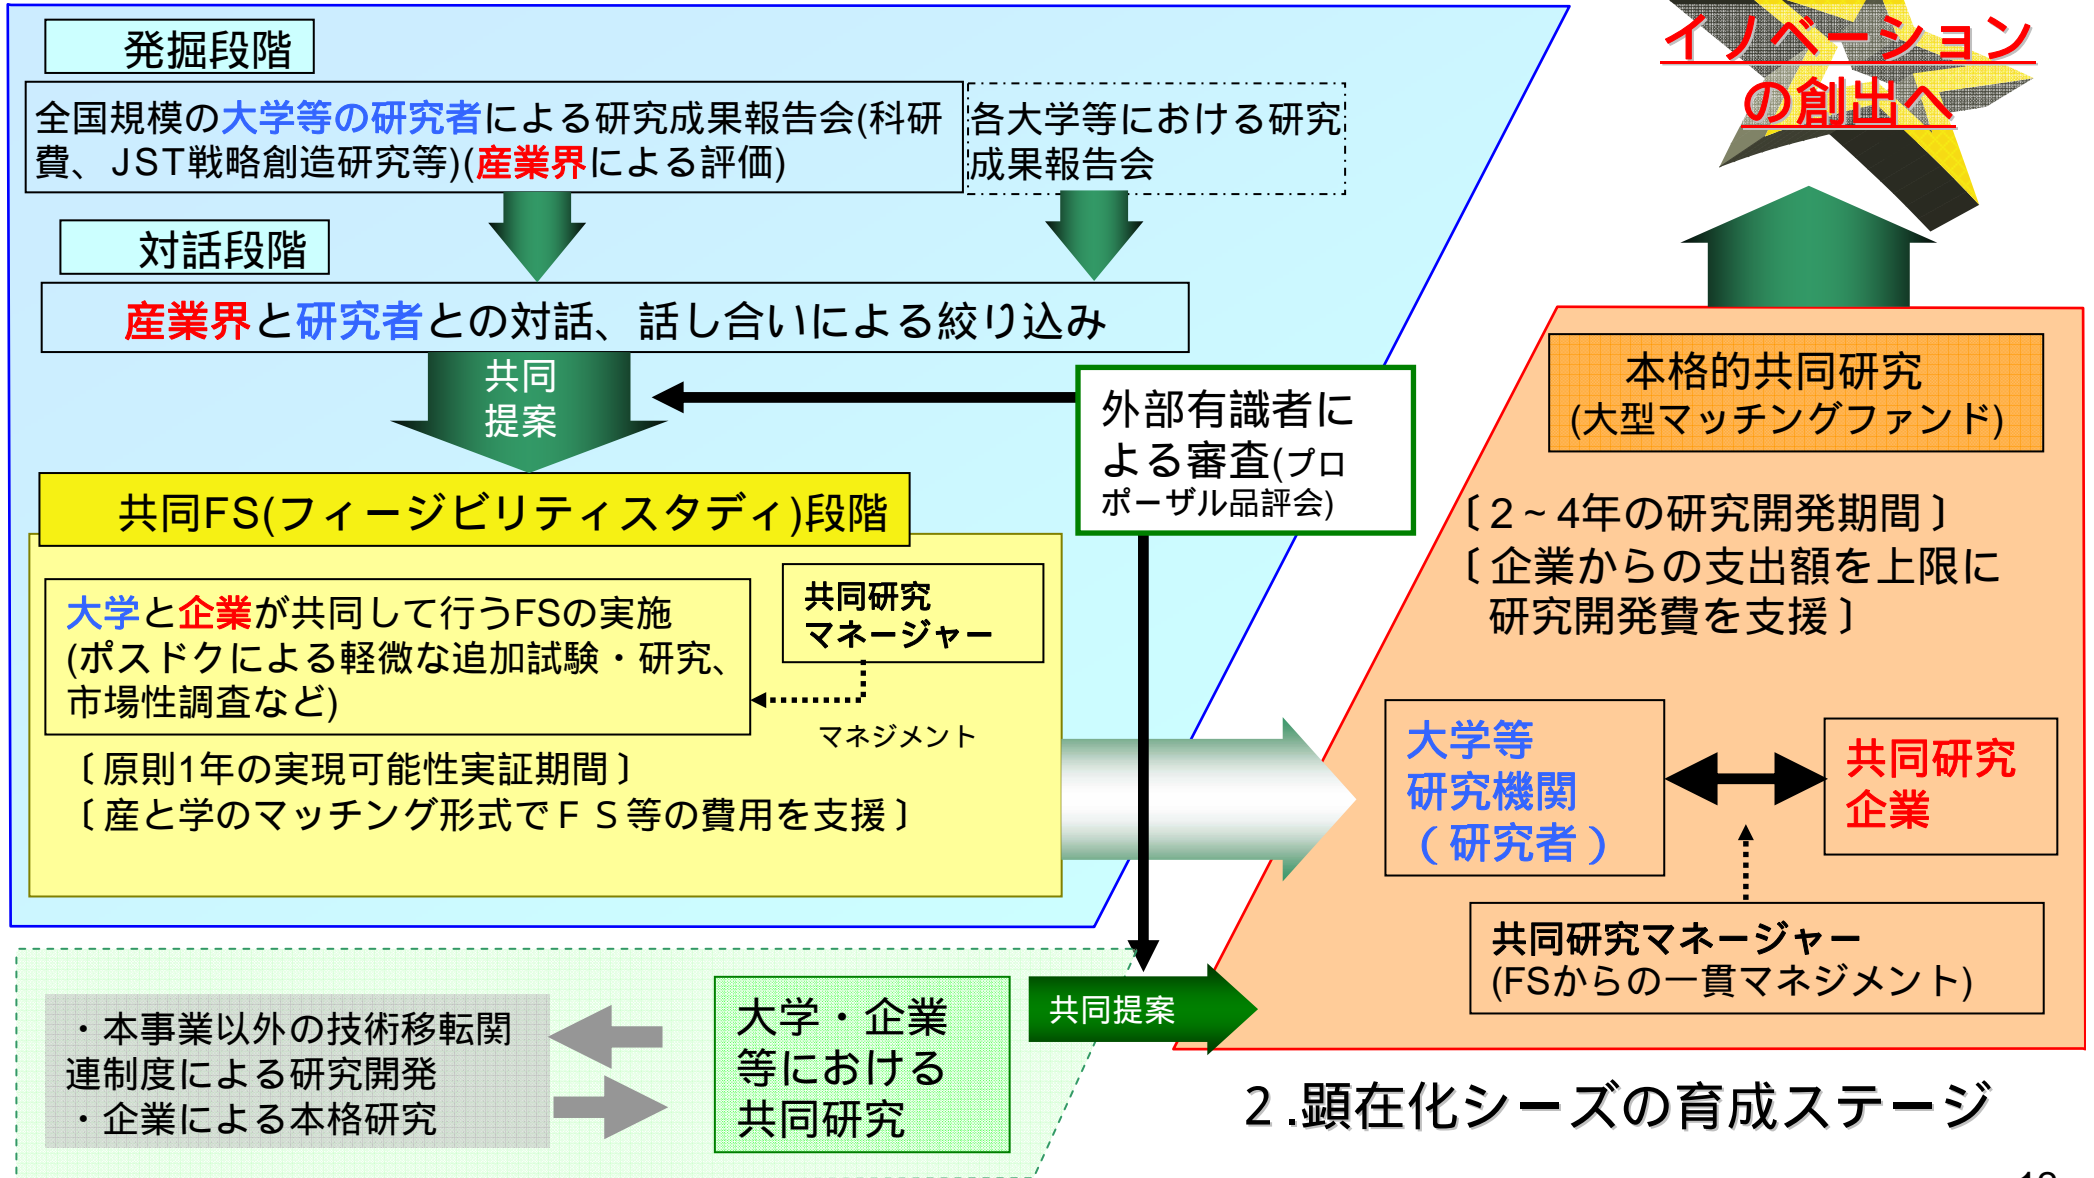 発掘段階
全国規模の大学等の研究者による研究成果報告会(科研
費、JST戦略創造研究等)(産業界による評価)
各大学等における研究
成果報告会
対話段階
産業界と研究者との対話、話し合いによる絞り込み
共同
提案
外部有識者に
よる審査(プロ
ポーザル品評会)
共同FS(フィージビリティスタディ)段階
大学と企業が共同して行うFSの実施
(ポスドクによる軽微な追加試験・研究、
市場性調査など)
共同研究
マネージャー
マネジメント
〔原則1年の実現可能性実証期間〕
〔産と学のマッチング形式でＦＳ等の費用を支援〕
・本事業以外の技術移転関
連制度による研究開発
・企業による本格研究
大学・企業
等における
共同研究
共同提案
イノベーション
の創出へ
本格的共同研究
(大型マッチングファンド)
〔2~4年の研究開発期間〕
〔企業からの支出額を上限に
研究開発費を支援〕
大学等
研究機関
（研究者）
共同研究
企業
共同研究マネージャー
(FSからの一貫マネジメント)
２.顕在化シーズの育成ステージ